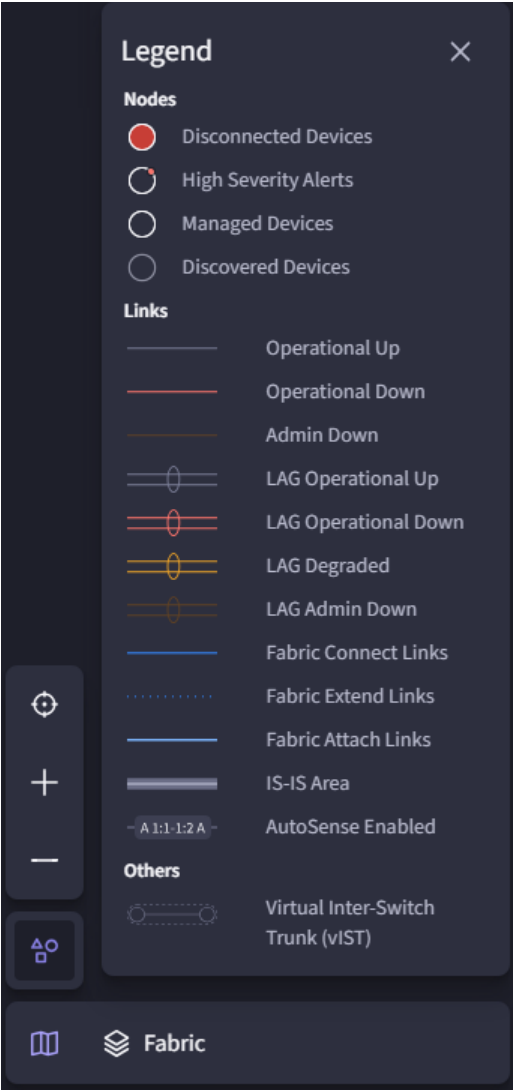 Legend
Nodes
Disconnected Devices
High Severity Alerts
Managed Devices
Discovered Devices
Links
Operational Up
Operational Down
Admin Down
LAG Operational Up
LAG Operational Down
LAG Degraded
LAG Admin Down
Fabric Connect Links
Fabric Extend Links
Fabric Attach Links
IS-IS Area
A 1:1-1:2 A AutoSense Enabled
Others
Virtual Inter-Switch
Trunk (vIST)
Fabric